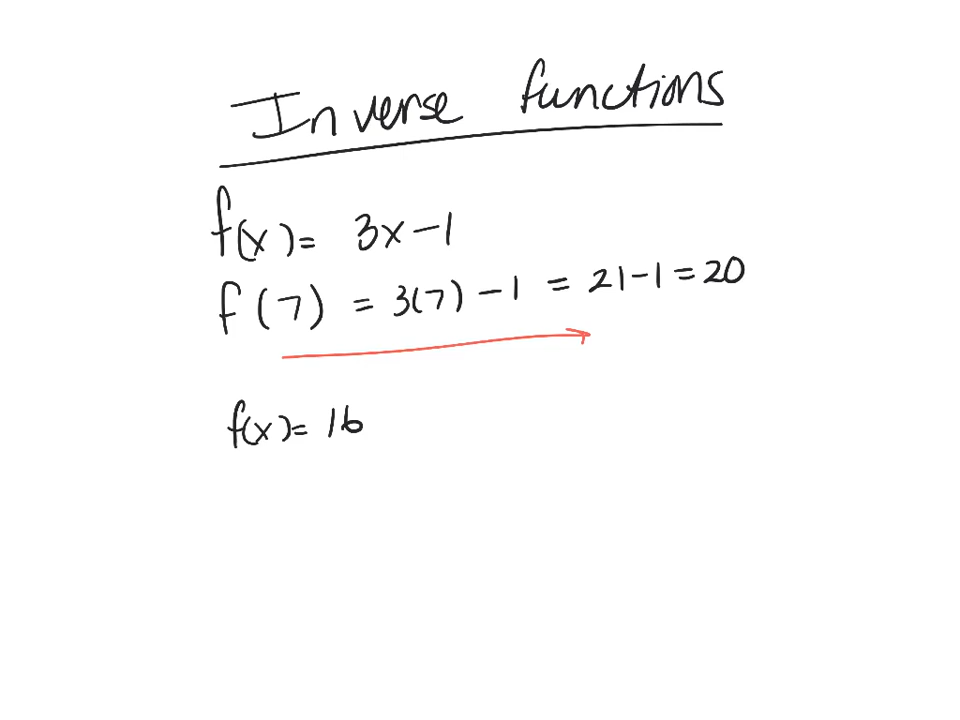 Inverse functions
f(x) = 3x - 1
f(7) = 3(7) - 1 = 21 - 1 = 20
f(x) = 16